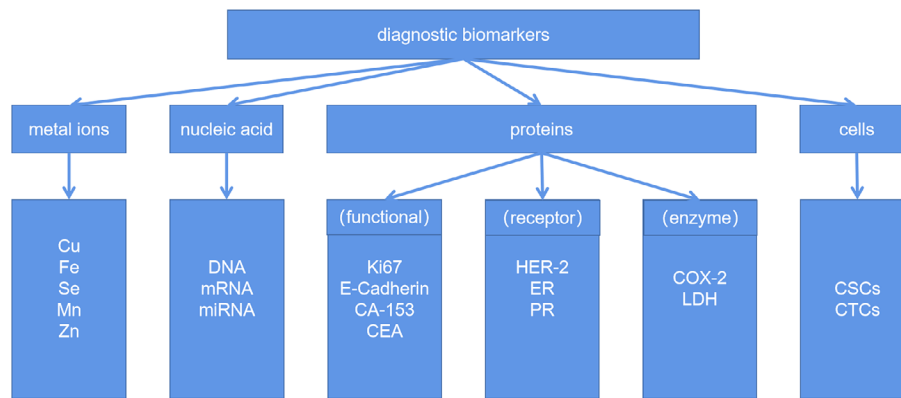 diagnostic biomarkers
metal ions
nucleic acid
proteins
cells
Cu
Fe
Se
Mn
Zn
DNA
mRNA
miRNA
(functional)
Ki67
E-Cadherin
CA-153
CEA
(receptor)
HER-2
ER
PR
(enzyme)
COX-2
LDH
CSCs
CTCs